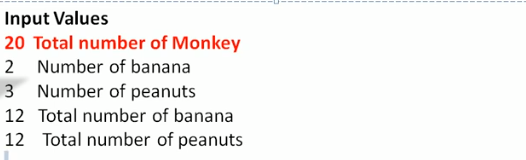 Input Values
20 Total number of Monkey
2 Number of banana
3 Number of peanuts
12 Total number of banana
12 Total number of peanuts